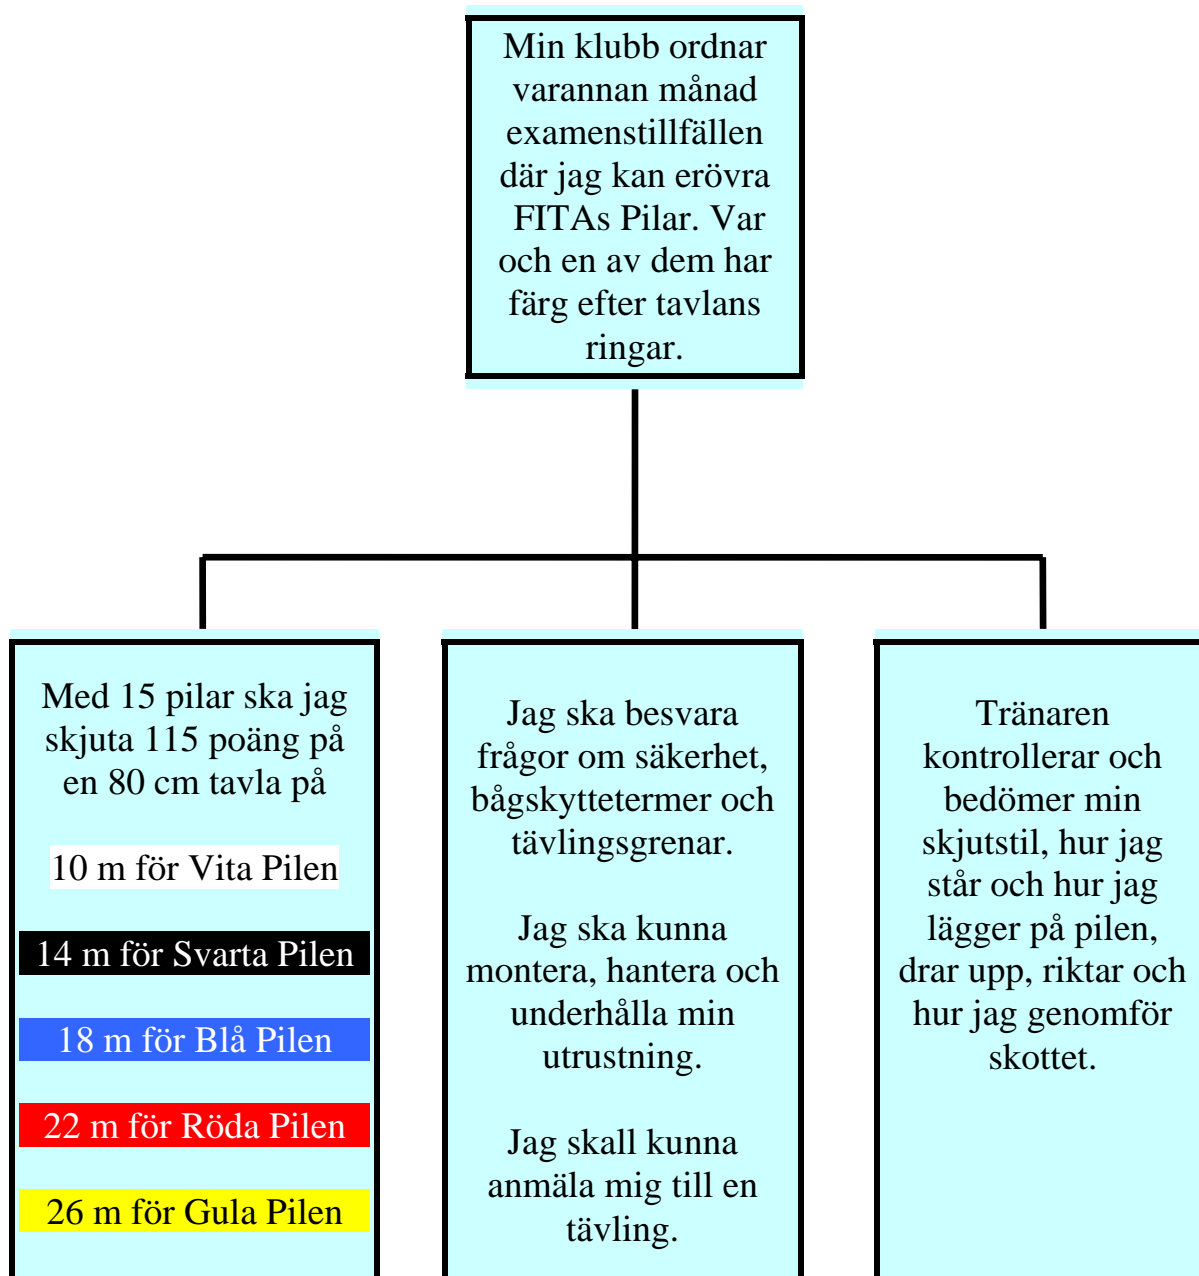 Min klubb ordnar
varannan månad
examenstillfällen
där jag kan erövra
FITAs Pilar. Var
och en av dem har
färg efter tavlans
ringar.
Med 15 pilar ska jag
skjuta 115 poäng på
en 80 cm tavla på
10 m för Vita Pilen
14 m för Svarta Pilen
18 m för Blå Pilen
22 m för Röda Pilen
26 m för Gula Pilen
Jag ska besvara
frågor om säkerhet,
bågskyttetermer och
tävlingsgrenar.
Jag ska kunna
montera, hantera och
underhålla min
utrustning.
Jag skall kunna
anmäla mig till en
tävling.
Tränaren
kontrollerar och
bedömer min
skjutstil, hur jag
står och hur jag
lägger på pilen,
drar upp, riktar och
hur jag genomför
skottet.